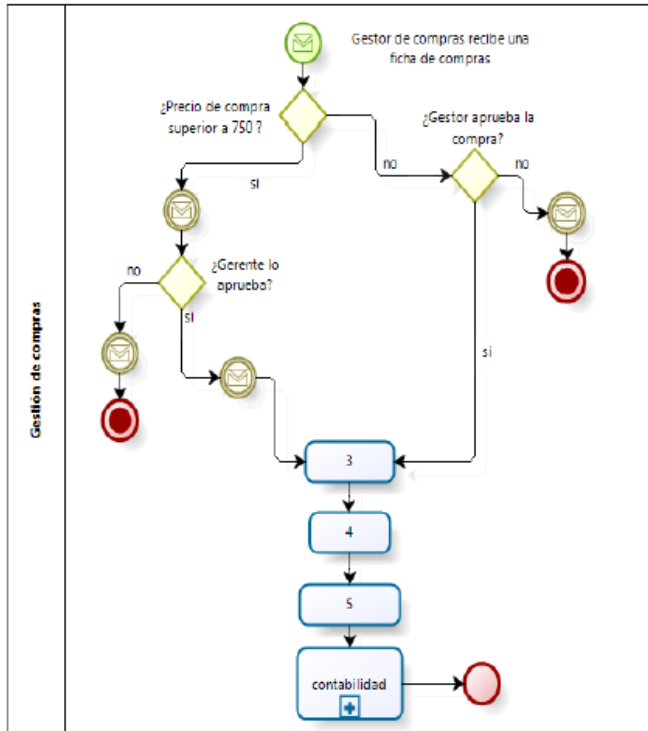 Gestor de compras recibe una
ficha de compras
¿Precio de compra
superior a 750 ?
¿Gestor aprueba la
compra?
no
no
si
¿Gerente lo
aprueba?
no
si
si
Gestión de compras
3
4
5
contabilidad